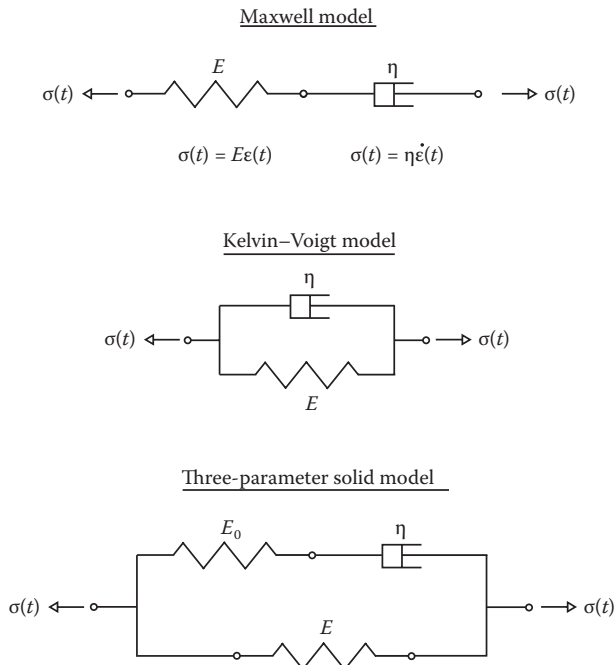 Maxwell model
E η
σ(t) σ(t)
σ(t) = Eε(t) σ(t) = ηε̇(t)
Kelvin–Voigt model
η
σ(t) σ(t)
E
Three-parameter solid model
E₀ η
σ(t) σ(t)
E